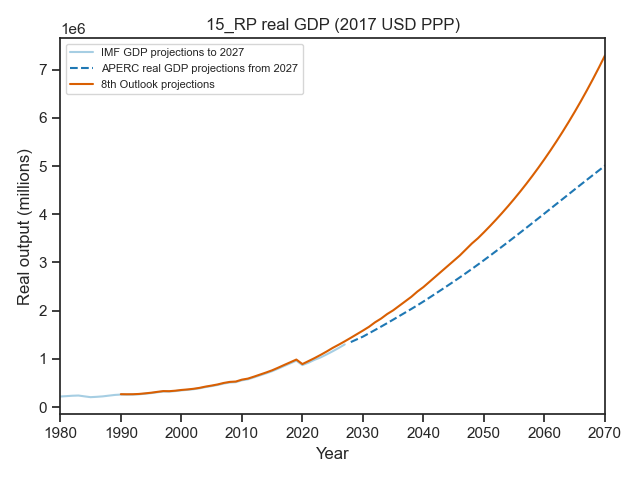 15_RP real GDP (2017 USD PPP)
1e6
IMF GDP projections to 2027
APERC real GDP projections from 2027
8th Outlook projections
Real output (millions)
7
6
5
4
3
2
1
0
1980 1990 2000 2010 2020 2030 2040 2050 2060 2070
Year